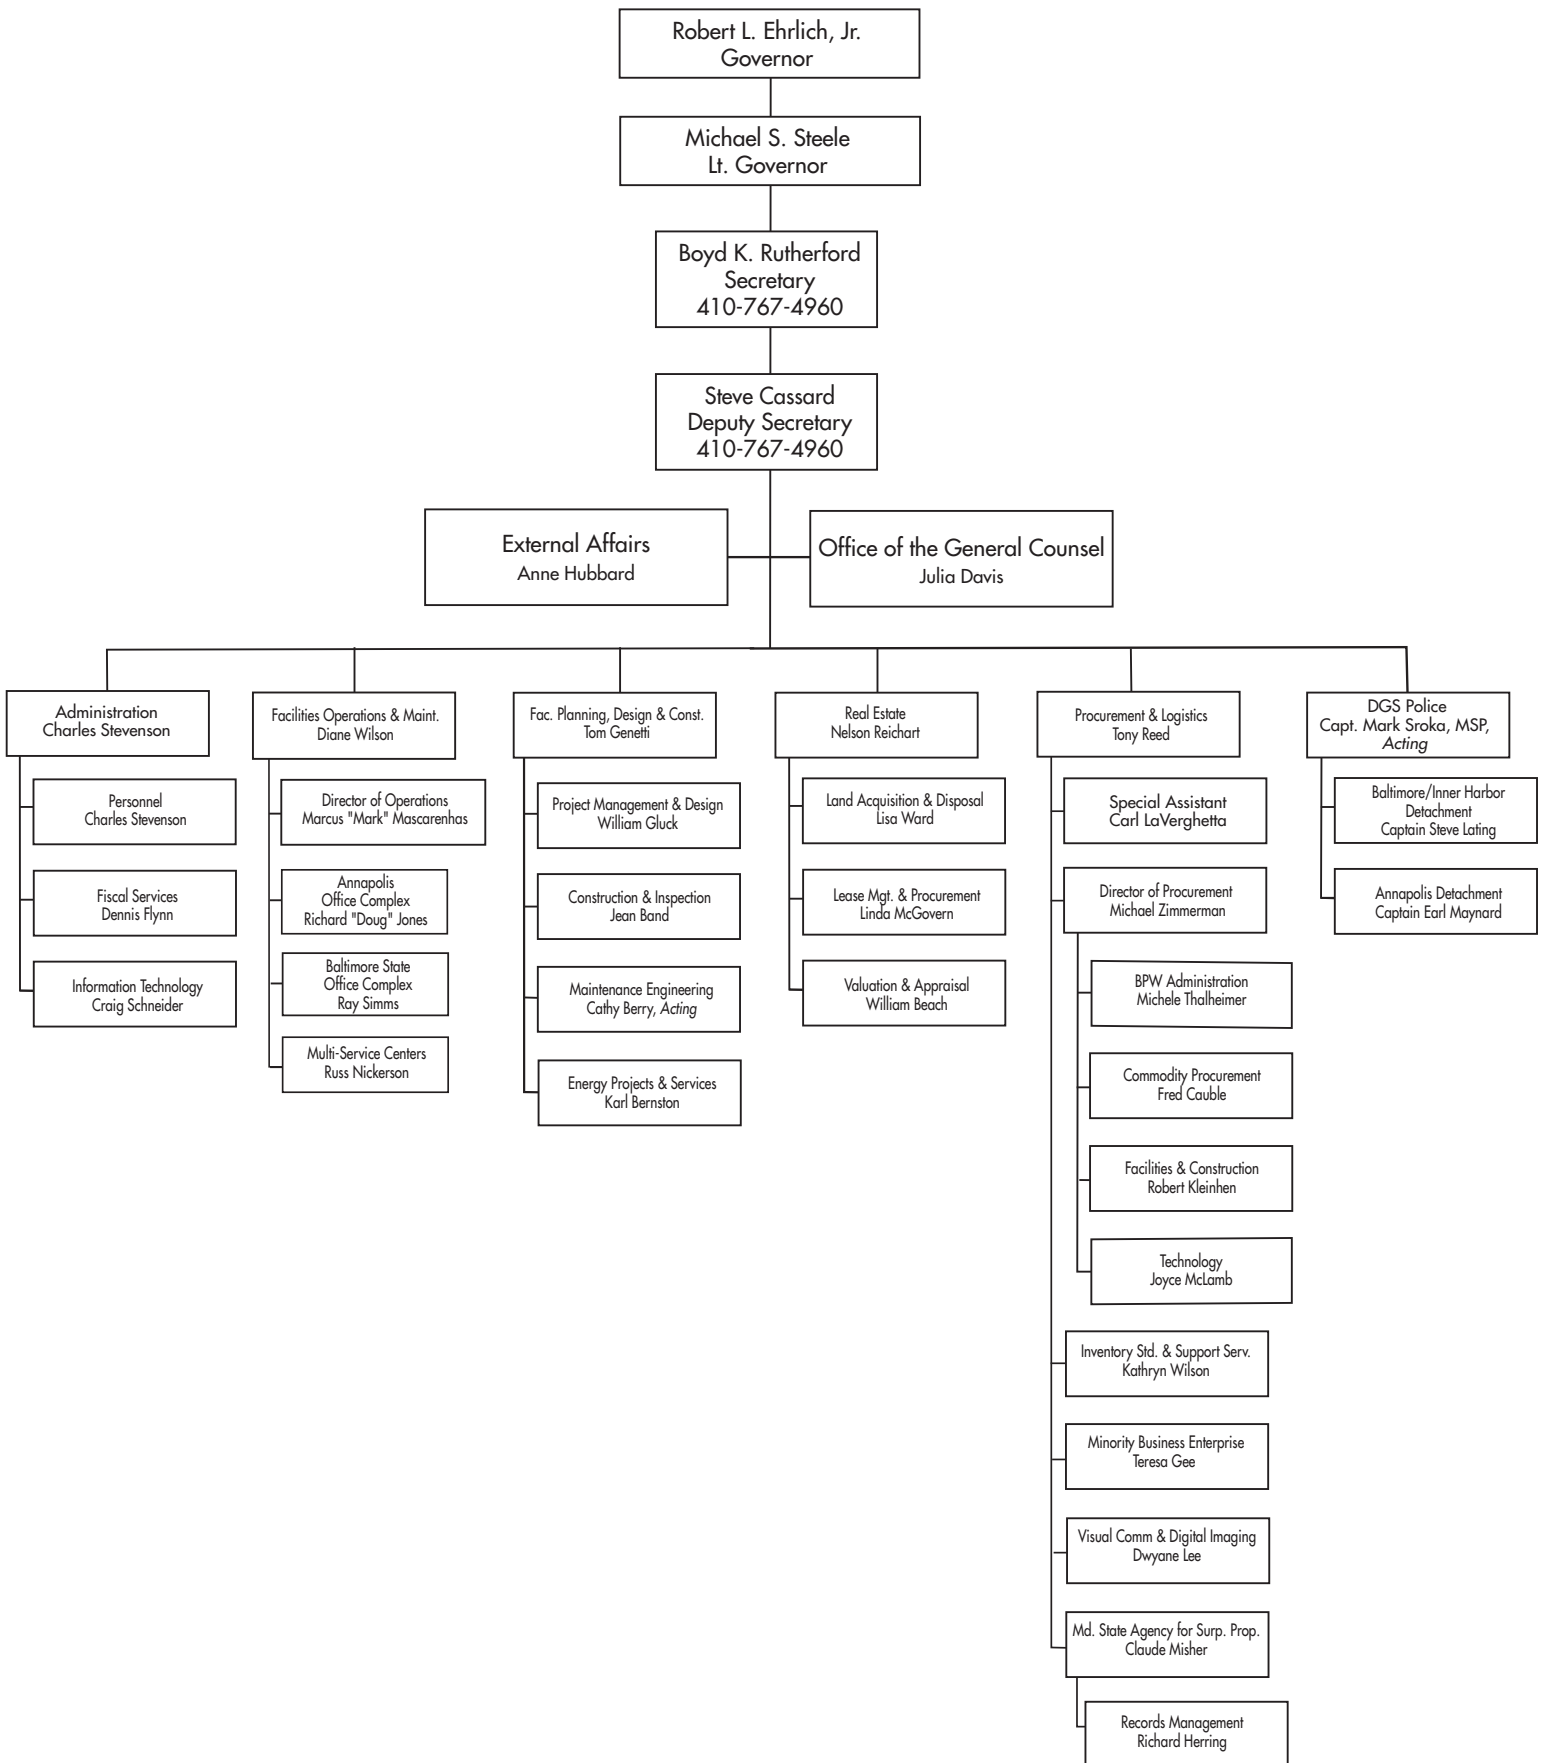 Robert L. Ehrlich, Jr.
Governor
Michael S. Steele
Lt. Governor
Boyd K. Rutherford
Secretary
410-767-4960
Steve Cassard
Deputy Secretary
410-767-4960
External Affairs
Anne Hubbard
Office of the General Counsel
Julia Davis
Administration
Charles Stevenson
Personnel
Charles Stevenson
Fiscal Services
Dennis Flynn
Information Technology
Craig Schneider
Facilities Operations & Maint.
Diane Wilson
Director of Operations
Marcus "Mark" Mascarenhas
Annapolis
Office Complex
Richard "Doug" Jones
Baltimore State
Office Complex
Ray Simms
Multi-Service Centers
Russ Nickerson
Fac. Planning, Design & Const.
Tom Genetti
Project Management & Design
William Gluck
Construction & Inspection
Jean Band
Maintenance Engineering
Cathy Berry, Acting
Energy Projects & Services
Karl Bernston
Real Estate
Nelson Reichart
Land Acquisition & Disposal
Lisa Ward
Lease Mgt. & Procurement
Linda McGovern
Valuation & Appraisal
William Beach
Procurement & Logistics
Tony Reed
Special Assistant
Carl LaVerghetta
Director of Procurement
Michael Zimmerman
BPW Administration
Michele Thalheimer
Commodity Procurement
Fred Cauble
Facilities & Construction
Robert Kleinhen
Technology
Joyce McLamb
Inventory Std. & Support Serv.
Kathryn Wilson
Minority Business Enterprise
Teresa Gee
Visual Comm & Digital Imaging
Dwyane Lee
Md. State Agency for Surp. Prop.
Claude Misher
Records Management
Richard Herring
DGS Police
Capt. Mark Sroka, MSP,
Acting
Baltimore/Inner Harbor
Detachment
Captain Steve Lating
Annapolis Detachment
Captain Earl Maynard